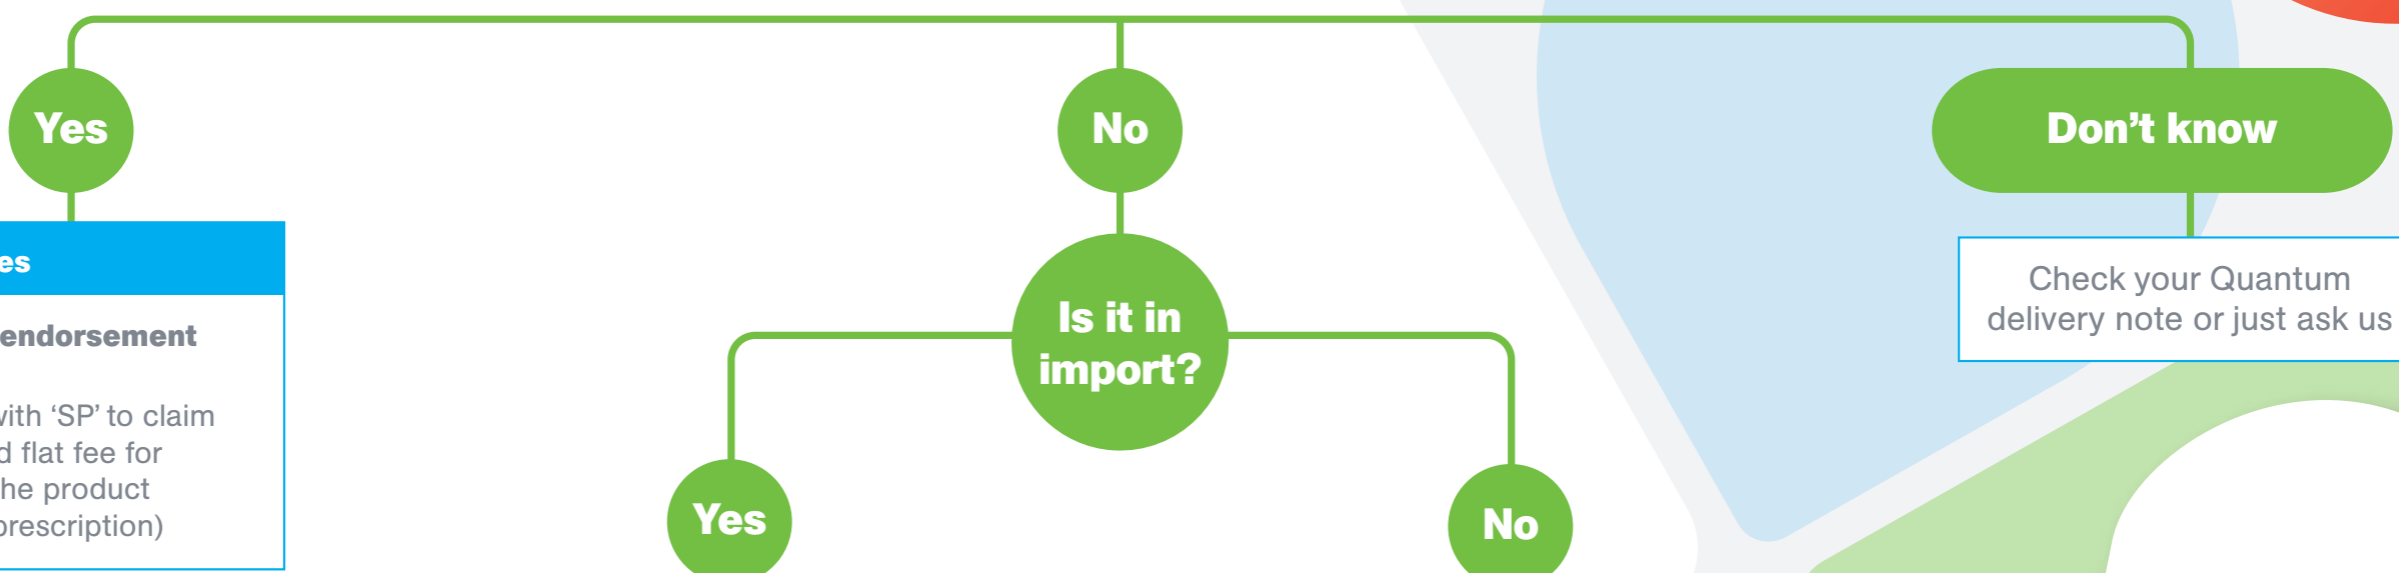 Yes
No
Don’t know
es
endorsement
with ‘SP’ to claim
d flat fee for
he product
prescription)
Is it in
import?
Check your Quantum
delivery note or just ask us
Yes
No